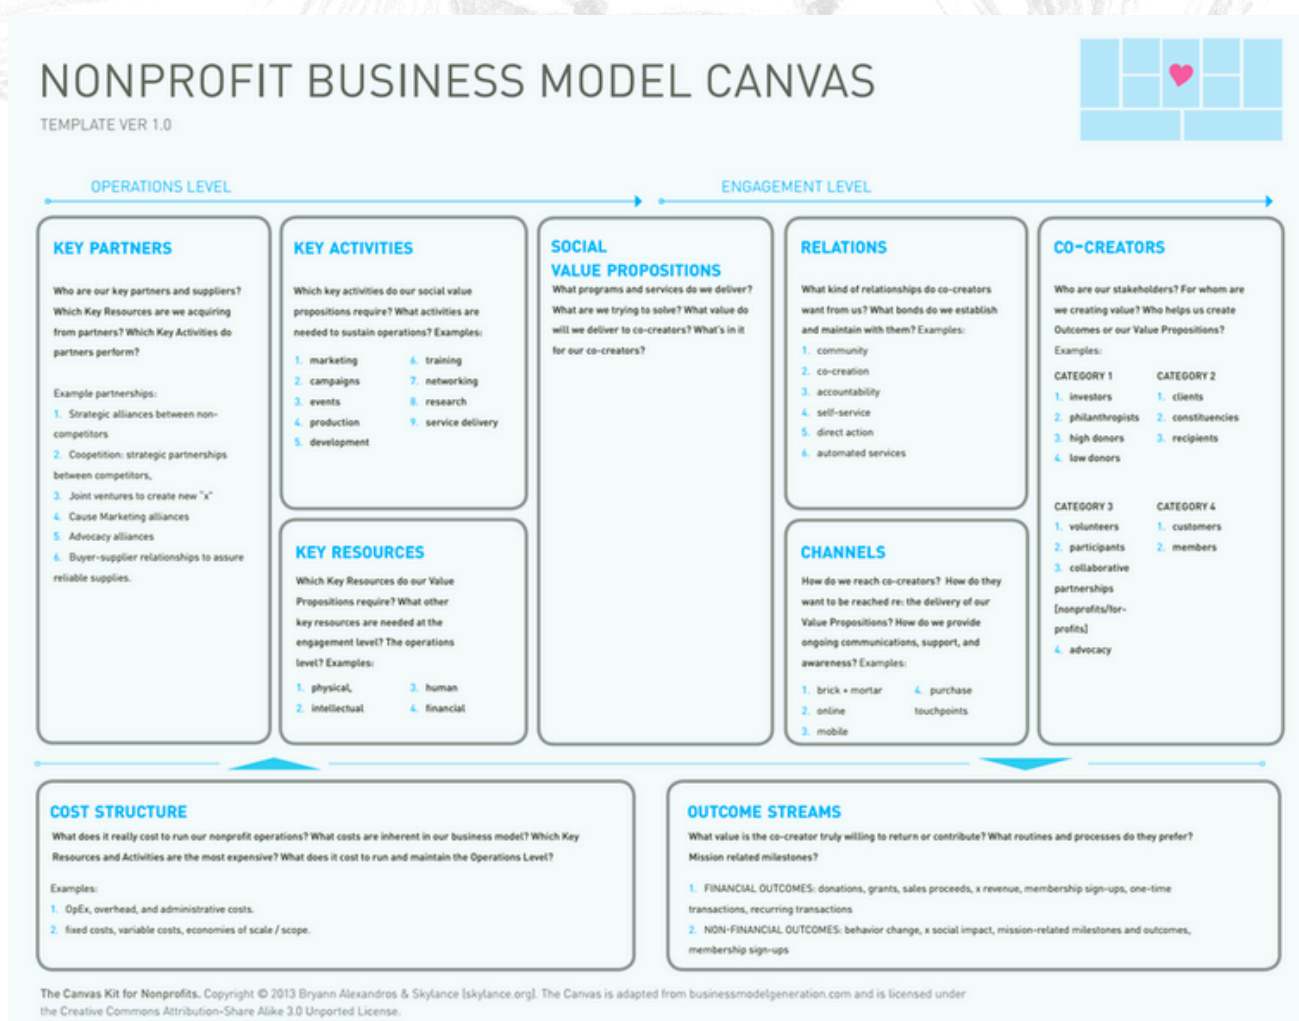 NONPROFIT BUSINESS MODEL CANVAS
TEMPLATE VER 1.0
OPERATIONS LEVEL
ENGAGEMENT LEVEL
KEY PARTNERS
Who are our key partners and suppliers?
Which Key Resources are we acquiring
from partners? Which Key Activities do
partners perform?
Example partnerships:
1. Strategic alliances between non-
competitors
2. Coopetition: strategic partnerships
between competitors,
3. Joint ventures to create new "x"
4. Cause Marketing alliances
5. Advocacy alliances
6. Buyer-supplier relationships to assure
reliable supplies.
KEY ACTIVITIES
Which key activities do our social value
propositions require? What activities are
needed to sustain operations? Examples:
1. marketing
2. campaigns
3. events
4. production
5. development
6. training
7. networking
8. research
9. service delivery
KEY RESOURCES
Which Key Resources do our Value
Propositions require? What other
key resources are needed at the
engagement level? The operations
level? Examples:
1. physical,
2. intellectual
3. human
4. financial
SOCIAL
VALUE PROPOSITIONS
What programs and services do we deliver?
What are we trying to solve? What value do
will we deliver to co-creators? What's in it
for our co-creators?
RELATIONS
What kind of relationships do co-creators
want from us? What bonds do we establish
and maintain with them? Examples:
1. community
2. co-creation
3. accountability
4. self-service
5. direct action
6. automated services
CHANNELS
How do we reach co-creators? How do they
want to be reached re: the delivery of our
Value Propositions? How do we provide
ongoing communications, support, and
awareness? Examples:
1. brick + mortar
2. online
3. mobile
4. purchase
touchpoints
CO-CREATORS
Who are our stakeholders? For whom are
we creating value? Who helps us create
Outcomes or our Value Propositions?
Examples:
CATEGORY 1
1. investors
2. philanthropists
3. high donors
4. low donors
CATEGORY 2
1. clients
2. constituencies
3. recipients
CATEGORY 3
1. volunteers
2. participants
3. collaborative
partnerships
[nonprofits/for-
profits]
4. advocacy
CATEGORY 4
1. customers
2. members
COST STRUCTURE
What does it really cost to run our nonprofit operations? What costs are inherent in our business model? Which Key
Resources and Activities are the most expensive? What does it cost to run and maintain the Operations Level?
Examples:
1. OpEx, overhead, and administrative costs.
2. fixed costs, variable costs, economies of scale / scope.
OUTCOME STREAMS
What value is the co-creator truly willing to return or contribute? What routines and processes do they prefer?
Mission related milestones?
1. FINANCIAL OUTCOMES: donations, grants, sales proceeds, x revenue, membership sign-ups, one-time
transactions, recurring transactions
2. NON-FINANCIAL OUTCOMES: behavior change, x social impact, mission-related milestones and outcomes,
membership sign-ups
The Canvas Kit for Nonprofits. Copyright © 2013 Bryann Alexandros & Skylance [skylance.org]. The Canvas is adapted from businessmodelgeneration.com and is licensed under
the Creative Commons Attribution-Share Alike 3.0 Unported License.